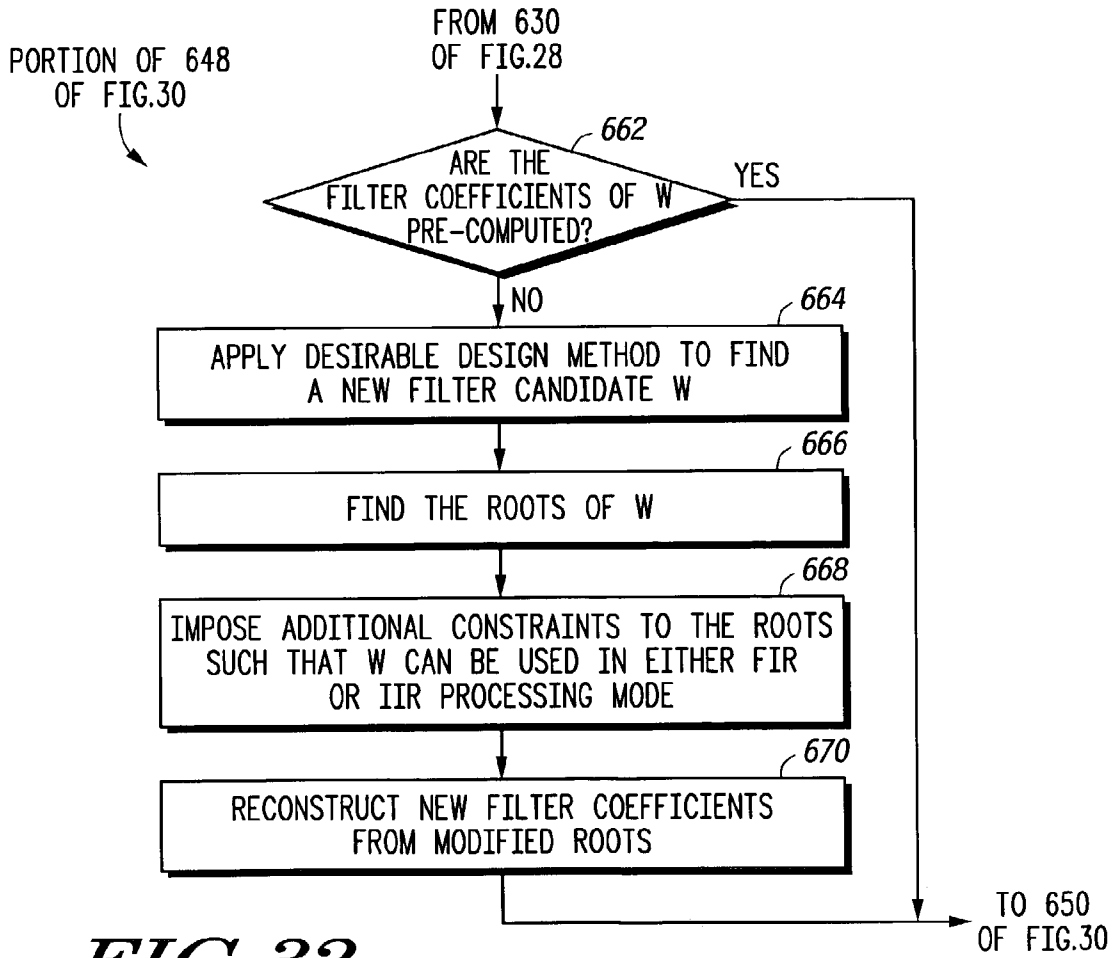 FROM 630
OF FIG.28
PORTION OF 648
OF FIG.30
662
ARE THE
FILTER COEFFICIENTS OF W
PRE-COMPUTED?
YES
NO
664
APPLY DESIRABLE DESIGN METHOD TO FIND
A NEW FILTER CANDIDATE W
666
FIND THE ROOTS OF W
668
IMPOSE ADDITIONAL CONSTRAINTS TO THE ROOTS
SUCH THAT W CAN BE USED IN EITHER FIR
OR IIR PROCESSING MODE
670
RECONSTRUCT NEW FILTER COEFFICIENTS
FROM MODIFIED ROOTS
TO 650
OF FIG.30